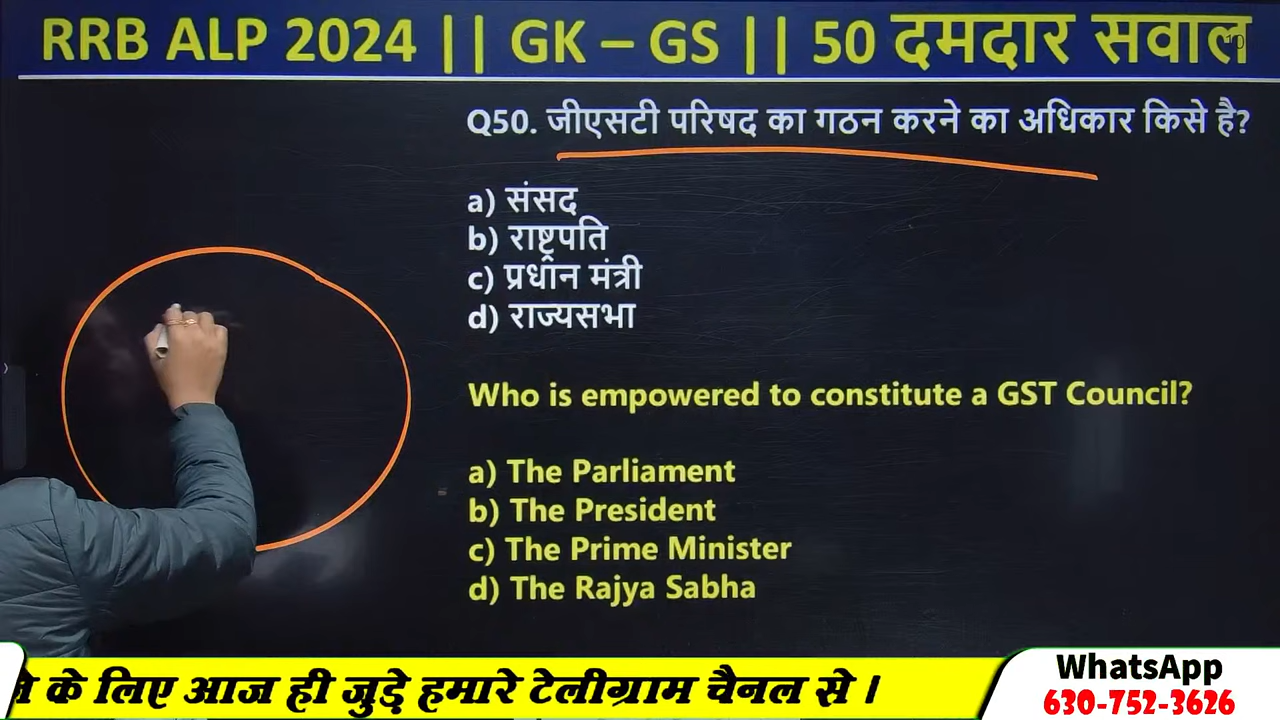 RRB ALP 2024 || GK – GS || 50 दमदार सवाल
10
Q50. जीएसटी परिषद का गठन करने का अधिकार किसे है?
a) संसद
b) राष्ट्रपति
c) प्रधान मंत्री
d) राज्यसभा
Who is empowered to constitute a GST Council?
a) The Parliament
b) The President
c) The Prime Minister
d) The Rajya Sabha
के लिए आज ही जुड़े हमारे टेलीग्राम चैनल से ।
WhatsApp
630-752-3626